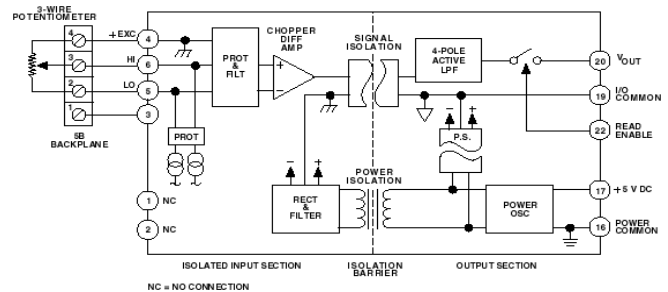 3-WIRE
POTENTIOMETER
4
3
2
1
5B
BACKPLANE
+EXC
HI
LO
4
6
5
3
1
NC
2
NC
PROT
PROT
&
FILT
CHOPPER
DIFF
AMP
+
−
SIGNAL
ISOLATION
4-POLE
ACTIVE
LPF
20
VOUT
19
I/O
COMMON
22
READ
ENABLE
− +
P.S.
− +
RECT
&
FILTER
POWER
ISOLATION
POWER
OSC
17
+5 V DC
16
POWER
COMMON
ISOLATED INPUT SECTION
ISOLATION
BARRIER
OUTPUT SECTION
NC = NO CONNECTION